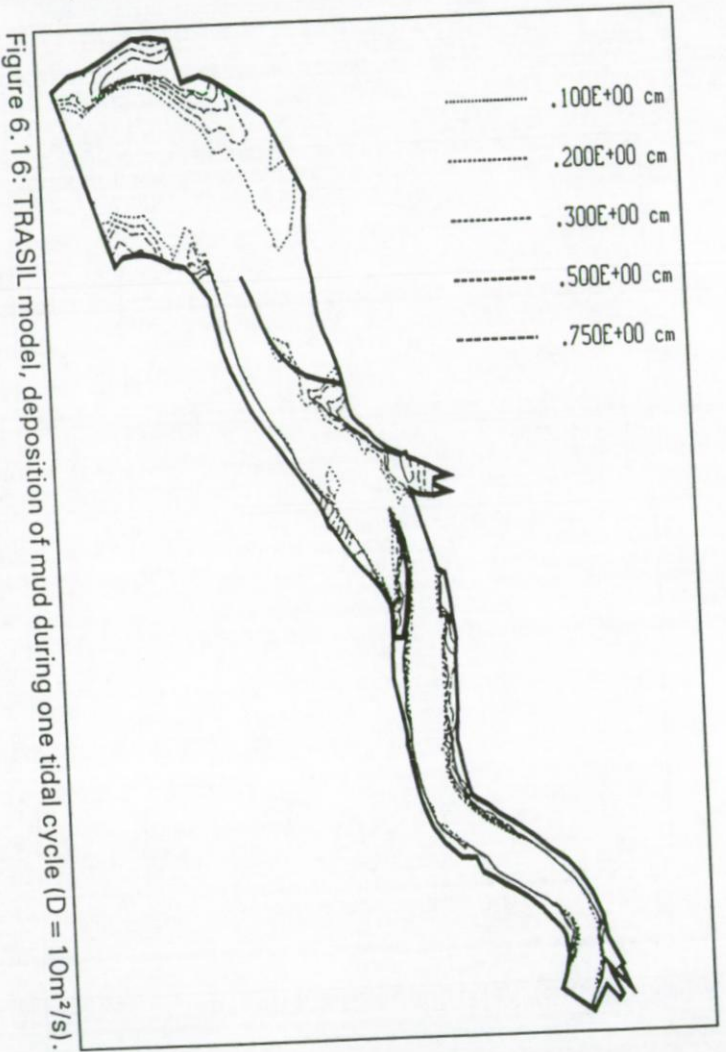 .100E+00 cm
.200E+00 cm
.300E+00 cm
.500E+00 cm
.750E+00 cm
Figure 6.16: TRASIL model, deposition of mud during one tidal cycle (D = 10m²/s).